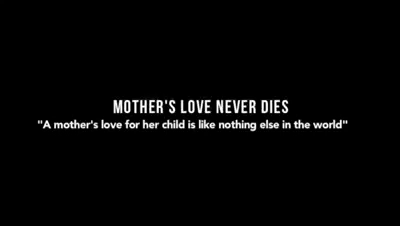 MOTHER'S LOVE NEVER DIES
"A mother's love for her child is like nothing else in the world"